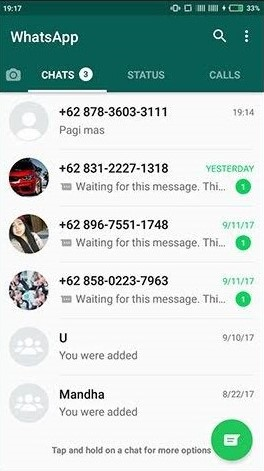 19:17
33%
WhatsApp
CHATS 3 STATUS CALLS
+62 878-3603-3111 19:14
Pagi mas
+62 831-2227-1318 YESTERDAY
Waiting for this message. Thi... 1
+62 896-7551-1748 9/11/17
Waiting for this message. Thi... 1
+62 858-0223-7963 9/11/17
Waiting for this message. Thi... 1
U 9/10/17
You were added
Mandha 8/22/17
You were added
Tap and hold on a chat for more options